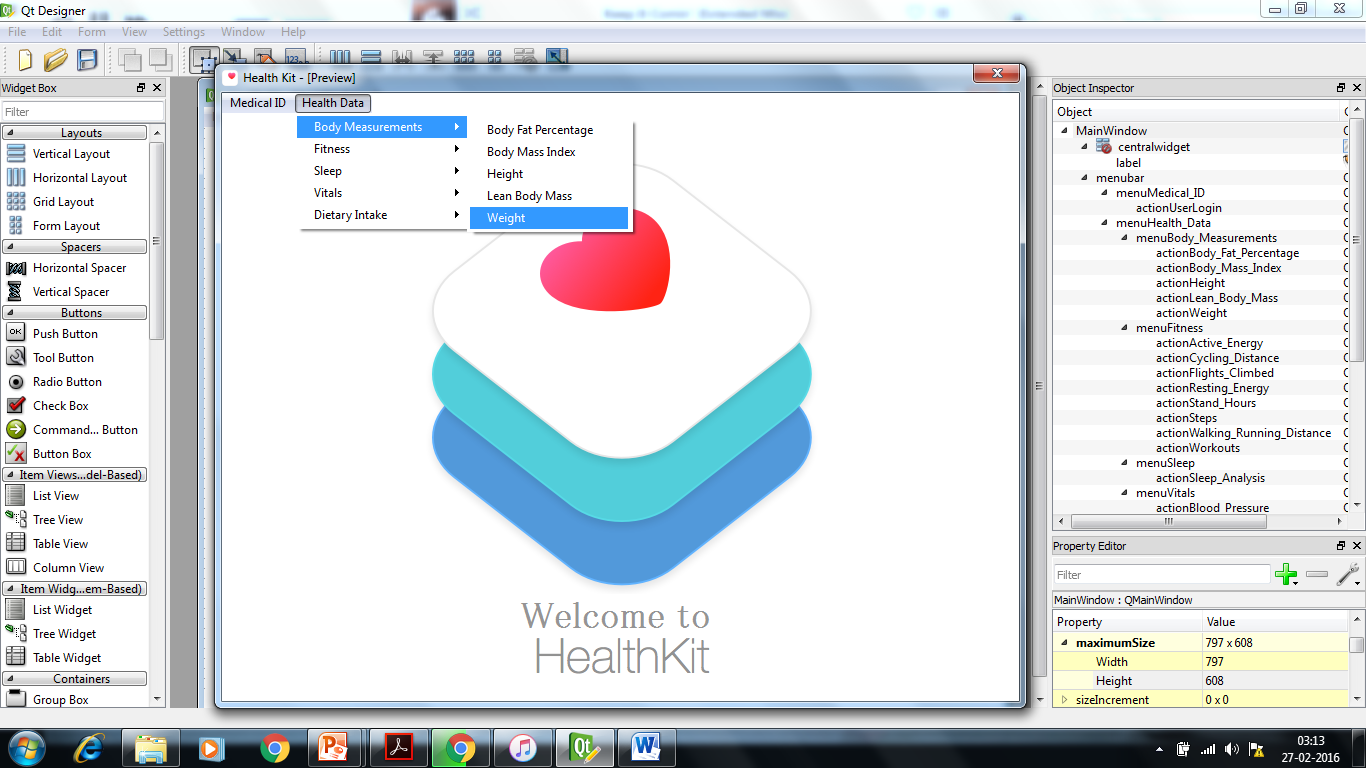 Qt Designer
File Edit Form View Settings Window Help
Widget Box
Filter
Layouts
Vertical Layout
Horizontal Layout
Grid Layout
Form Layout
Spacers
Horizontal Spacer
Vertical Spacer
Buttons
OK Push Button
Tool Button
Radio Button
Check Box
Command... Button
Button Box
Item Views...del-Based)
List View
Tree View
Table View
Column View
Item Widg...em-Based)
List Widget
Tree Widget
Table Widget
Containers
Group Box
Health Kit - [Preview]
Medical ID Health Data
Body Measurements
Fitness
Sleep
Vitals
Dietary Intake
Body Fat Percentage
Body Mass Index
Height
Lean Body Mass
Weight
Welcome to
HealthKit
Object Inspector
Object
MainWindow
centralwidget
label
menubar
menuMedical_ID
actionUserLogin
menuHealth_Data
menuBody_Measurements
actionBody_Fat_Percentage
actionBody_Mass_Index
actionHeight
actionLean_Body_Mass
actionWeight
menuFitness
actionActive_Energy
actionCycling_Distance
actionFlights_Climbed
actionResting_Energy
actionStand_Hours
actionSteps
actionWalking_Running_Distance
actionWorkouts
menuSleep
actionSleep_Analysis
menuVitals
actionBlood_Pressure
Property Editor
Filter
MainWindow : QMainWindow
Property Value
maximumSize 797 x 608
Width 797
Height 608
sizeIncrement 0 x 0
03:13
27-02-2016